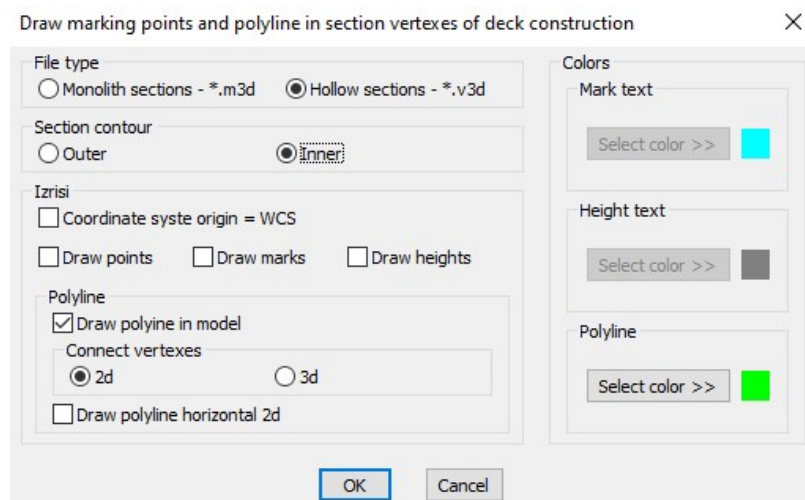 Draw marking points and polyline in section vertexes of deck construction
File type
Monolith sections - *.m3d Hollow sections - *.v3d
Section contour
Outer Inner
Izrisi
Coordinate syste origin = WCS
Draw points Draw marks Draw heights
Polyline
Draw polyine in model
Connect vertexes
2d 3d
Draw polyline horizontal 2d
Colors
Mark text
Select color >>
Height text
Select color >>
Polyline
Select color >>
OK Cancel